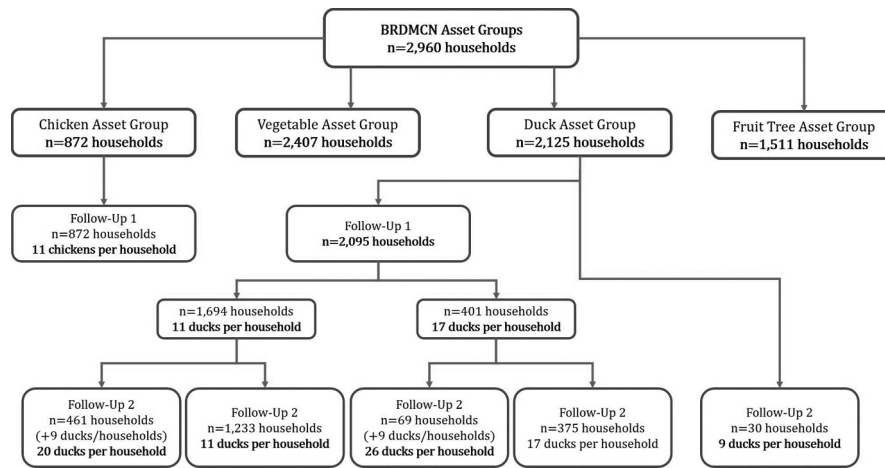 BRDMCN Asset Groups
n=2,960 households
Chicken Asset Group
n=872 households
Vegetable Asset Group
n=2,407 households
Duck Asset Group
n=2,125 households
Fruit Tree Asset Group
n=1,511 households
Follow-Up 1
n=872 households
11 chickens per household
Follow-Up 1
n=2,095 households
n=1,694 households
11 ducks per household
n=401 households
17 ducks per household
Follow-Up 2
n=461 households
(+9 ducks/households)
20 ducks per household
Follow-Up 2
n=1,233 households
11 ducks per household
Follow-Up 2
n=69 households
(+9 ducks/households)
26 ducks per household
Follow-Up 2
n=375 households
17 ducks per household
Follow-Up 2
n=30 households
9 ducks per household